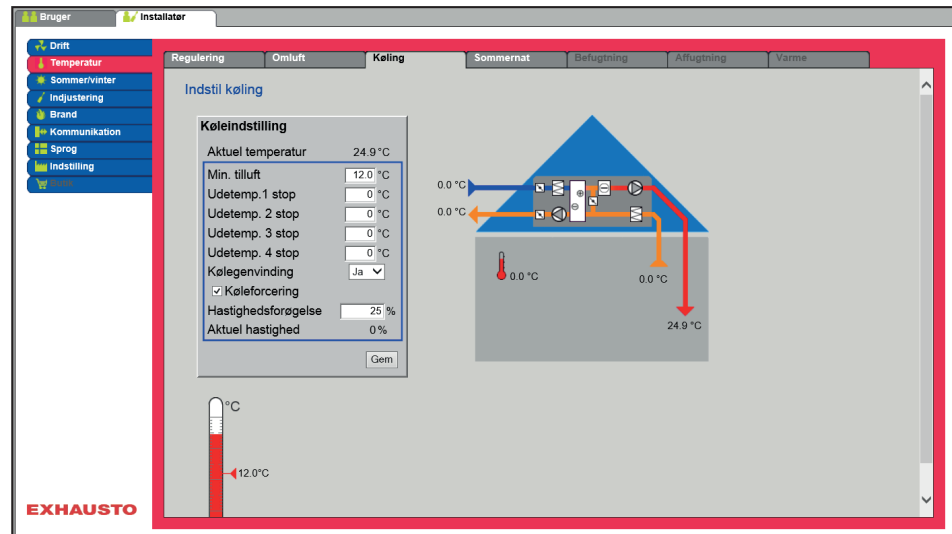 Bruger
Installatør
Drift
Temperatur
Sommer/vinter
Indjustering
Brand
Kommunikation
Sprog
Indstilling
Regulering
Omluft
Køling
Sommernat
Befugtning
Affugtning
Varme
Indstil køling
Køleindstilling
Aktuel temperatur 24.9 °C
Min. tilluft 12.0 °C
Udetemp.1 stop 0 °C
Udetemp. 2 stop 0 °C
Udetemp. 3 stop 0 °C
Udetemp. 4 stop 0 °C
Kølegenvinding Ja
Køleforcering
Hastighedsforøgelse 25 %
Aktuel hastighed 0 %
Gem
0.0 °C
0.0 °C
0.0 °C
0.0 °C
24.9 °C
°C
12.0°C
EXHAUSTO